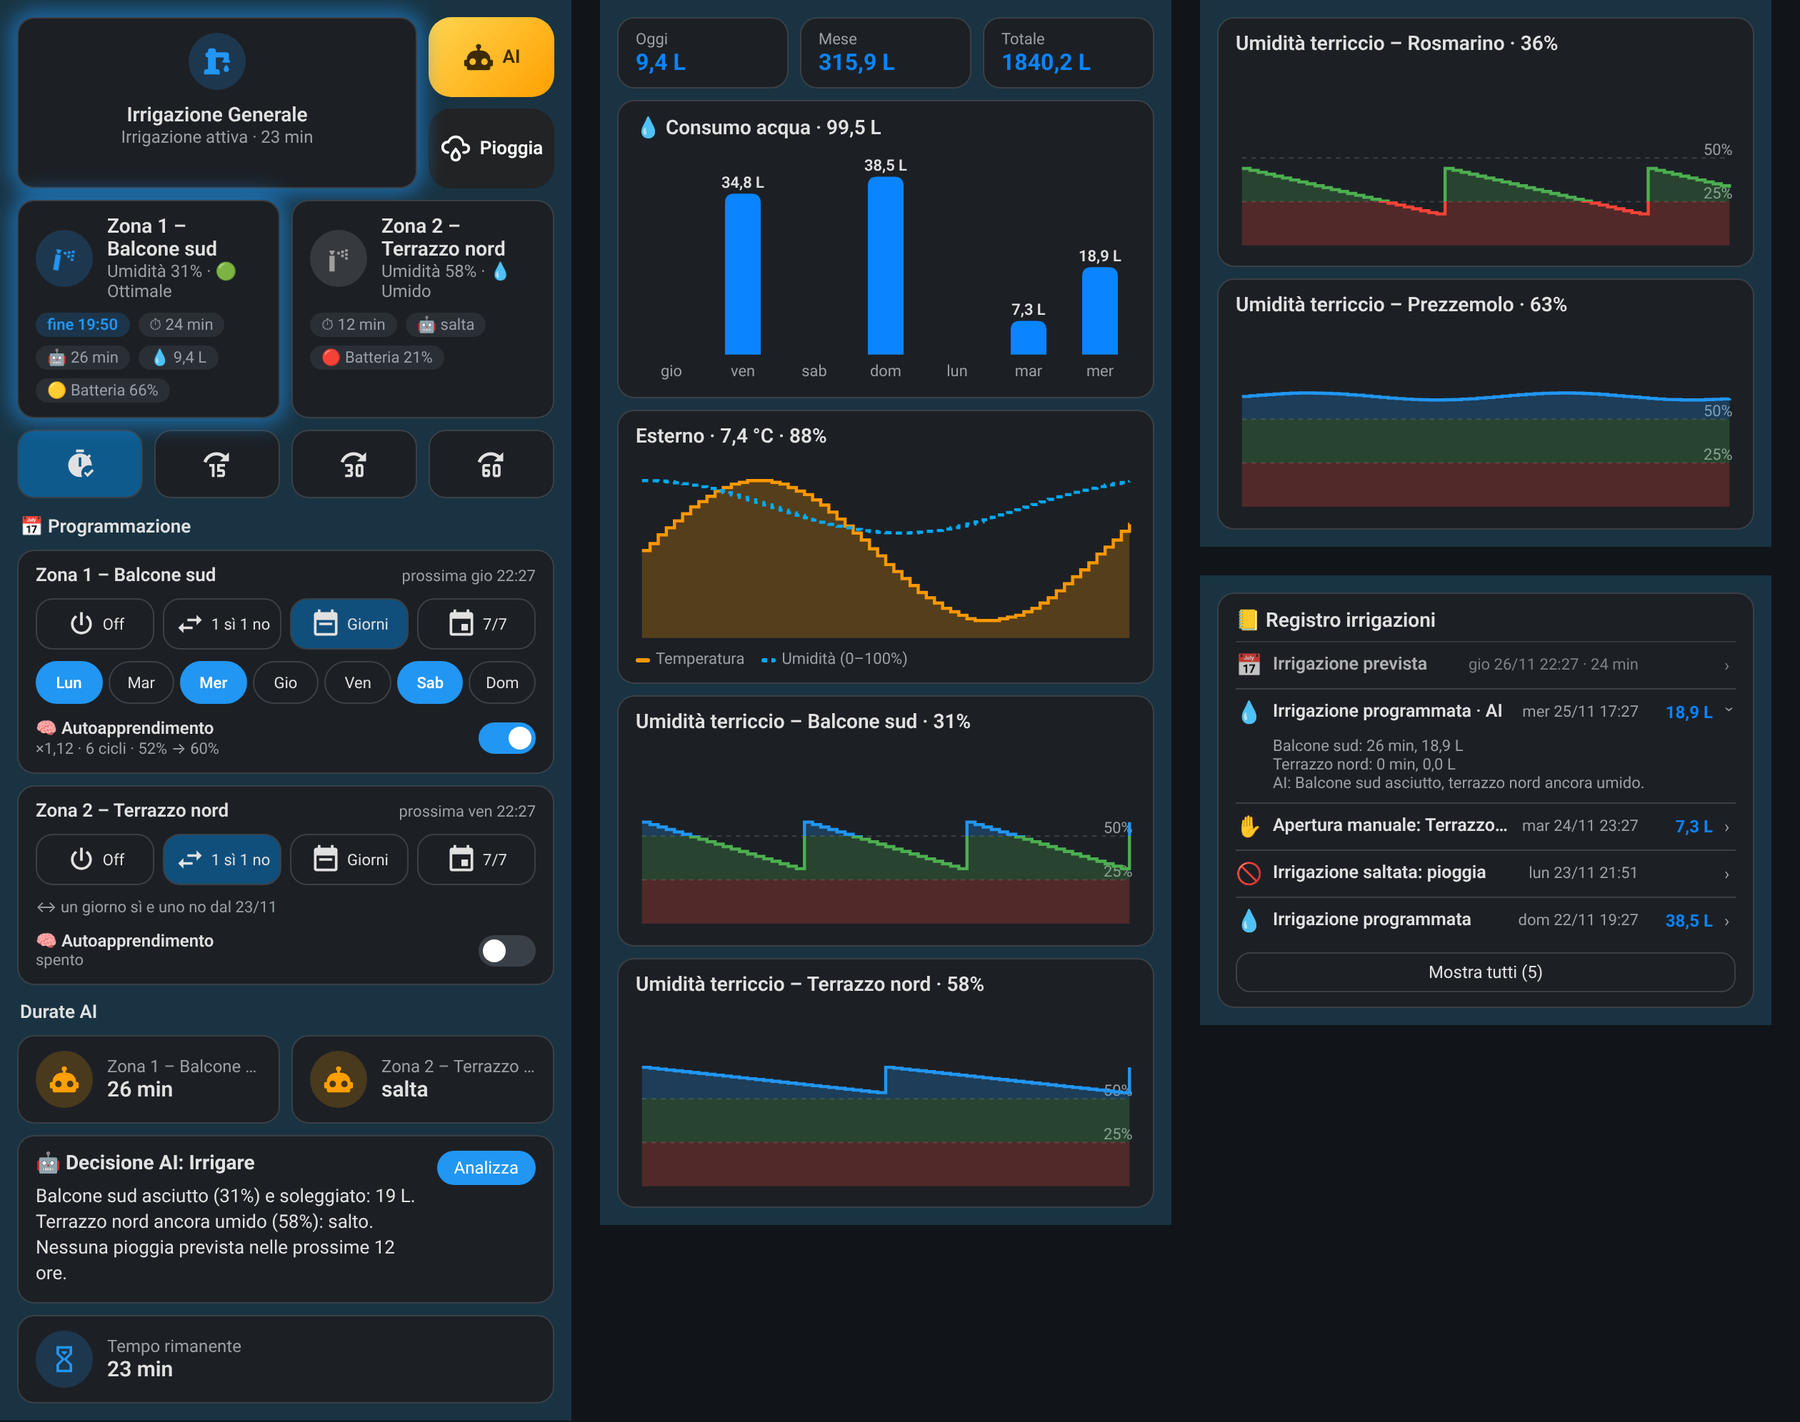 Irrigazione Generale
Irrigazione attiva · 23 min
AI
Pioggia
Zona 1 –
Balcone sud
Umidità 31% · 🟢
Ottimale
fine 19:50
⏱ 24 min
🤖 26 min
💧 9,4 L
🟡 Batteria 66%
Zona 2 –
Terrazzo nord
Umidità 58% · 💧
Umido
⏱ 12 min
🤖 salta
🔴 Batteria 21%
15
30
60
📅 Programmazione
Zona 1 – Balcone sud
prossima gio 22:27
Off
1 sì 1 no
Giorni
7/7
Lun
Mar
Mer
Gio
Ven
Sab
Dom
🧠 Autoapprendimento
×1,12 · 6 cicli · 52% → 60%
Zona 2 – Terrazzo nord
prossima ven 22:27
Off
1 sì 1 no
Giorni
7/7
↔ un giorno sì e uno no dal 23/11
🧠 Autoapprendimento
spento
Durate AI
Zona 1 – Balcone ...
26 min
Zona 2 – Terrazzo ...
salta
🤖 Decisione AI: Irrigare
Analizza
Balcone sud asciutto (31%) e soleggiato: 19 L.
Terrazzo nord ancora umido (58%): salto.
Nessuna pioggia prevista nelle prossime 12
ore.
Tempo rimanente
23 min
Oggi
9,4 L
Mese
315,9 L
Totale
1840,2 L
💧 Consumo acqua · 99,5 L
34,8 L
38,5 L
7,3 L
18,9 L
gio
ven
sab
dom
lun
mar
mer
Esterno · 7,4 °C · 88%
Temperatura
Umidità (0–100%)
Umidità terriccio – Balcone sud · 31%
50%
25%
Umidità terriccio – Terrazzo nord · 58%
50%
25%
Umidità terriccio – Rosmarino · 36%
50%
25%
Umidità terriccio – Prezzemolo · 63%
50%
25%
📒 Registro irrigazioni
📅 Irrigazione prevista
gio 26/11 22:27 · 24 min
›
💧 Irrigazione programmata · AI
mer 25/11 17:27
18,9 L
Balcone sud: 26 min, 18,9 L
Terrazzo nord: 0 min, 0,0 L
AI: Balcone sud asciutto, terrazzo nord ancora umido.
✋ Apertura manuale: Terrazzo...
mar 24/11 23:27
7,3 L ›
🚫 Irrigazione saltata: pioggia
lun 23/11 21:51
›
💧 Irrigazione programmata
dom 22/11 19:27
38,5 L ›
Mostra tutti (5)